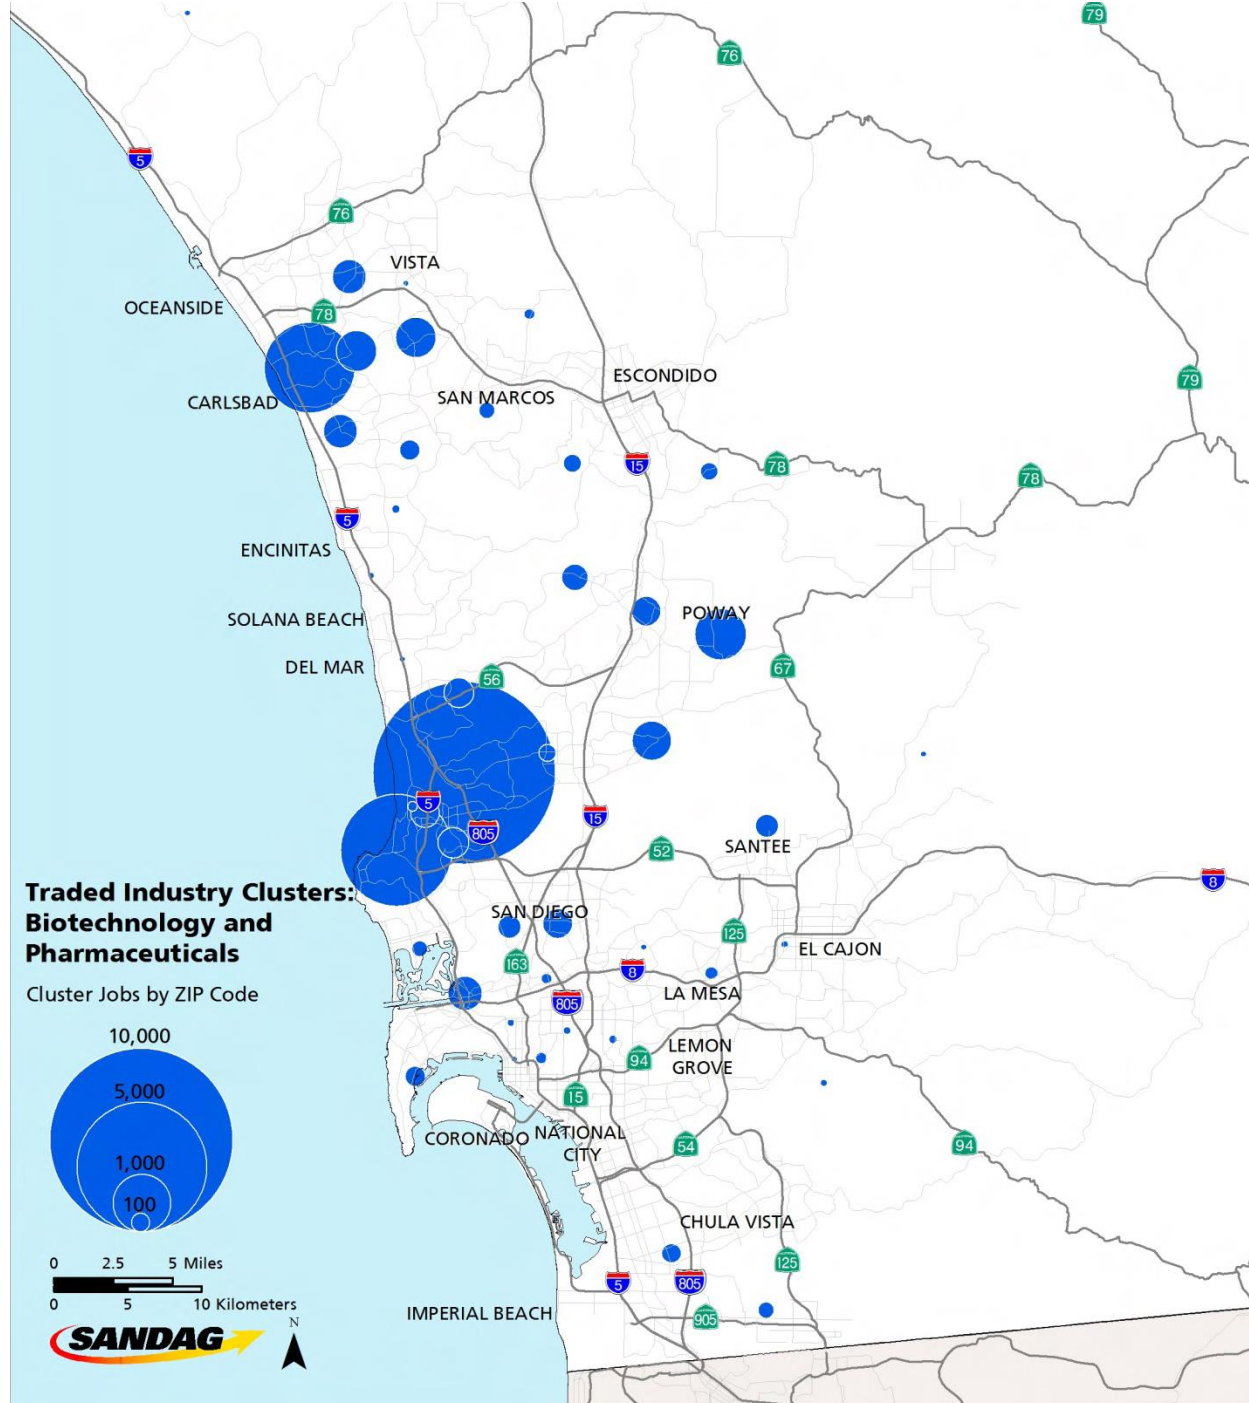 79
76
5
76
VISTA
OCEANSIDE
78
ESCONDIDO
79
SAN MARCOS
CARLSBAD
15
78
78
5
ENCINITAS
POWAY
SOLANA BEACH
DEL MAR
67
56
5
15
805
SANTEE
52
8
Traded Industry Clusters:
Biotechnology and
Pharmaceuticals
Cluster Jobs by ZIP Code
SAN DIEGO
125
EL CAJON
163
8
LA MESA
805
LEMON
GROVE
94
15
CORONADO
NATIONAL
CITY
54
94
10,000
5,000
1,000
100
CHULA VISTA
125
5
805
905
IMPERIAL BEACH
0 2.5 5 Miles
0 5 10 Kilometers
SANDAG
N